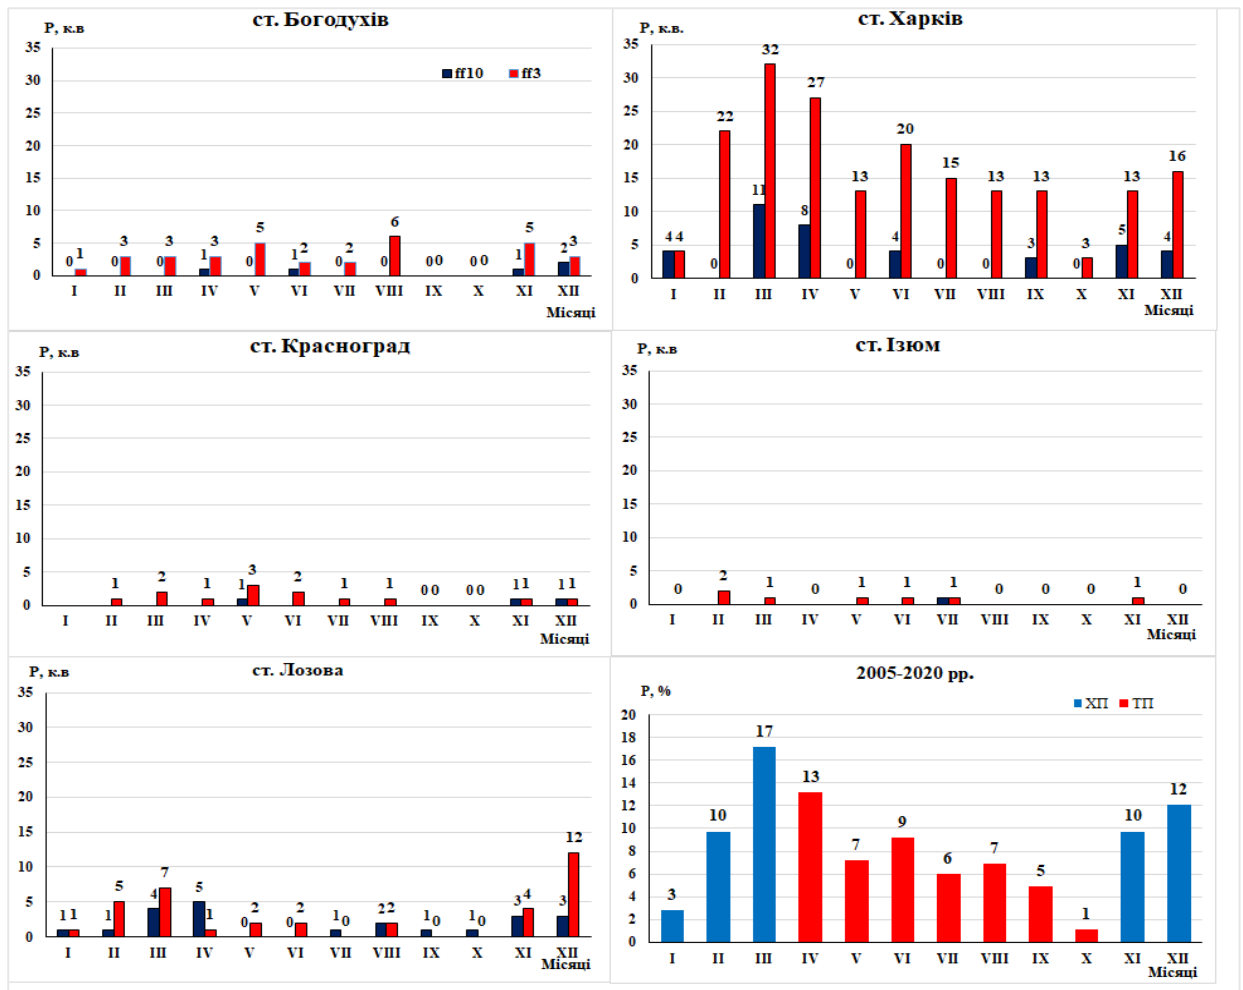 ст. Богодухів
Р, к.в
ff10 ff3
35
30
25
20
15
10
5
0
0 1 0 3 0 3 1 3 0 5 1 2 0 2 0 6 0 0 0 0 1 5 2 3
I II III IV V VI VII VIII IX X XI XII
Місяці
ст. Харків
Р, к.в.
35
30
25
20
15
10
5
0
4 4 0 22 11 32 8 27 0 13 4 20 0 15 0 13 3 13 0 3 5 13 4 16
I II III IV V VI VII VIII IX X XI XII
Місяці
ст. Красноград
Р, к.в
35
30
25
20
15
10
5
0
1 2 1 1 3 2 1 1 0 0 0 0 1 1 1 1
I II III IV V VI VII VIII IX X XI XII
Місяці
ст. Ізюм
Р, к.в
35
30
25
20
15
10
5
0
0 2 1 0 1 1 1 0 0 0 1 0
I II III IV V VI VII VIII IX X XI XII
Місяці
ст. Лозова
Р, к.в
35
30
25
20
15
10
5
0
1 1 1 5 4 7 5 1 0 2 0 2 1 0 2 2 1 0 1 0 3 4 3 12
I II III IV V VI VII VIII IX X XI XII
Місяці
2005-2020 рр.
Р, %
ХП ТП
20
18
16
14
12
10
8
6
4
2
0
3 10 17 13 7 9 6 7 5 1 10 12
I II III IV V VI VII VIII IX X XI XII
Місяці